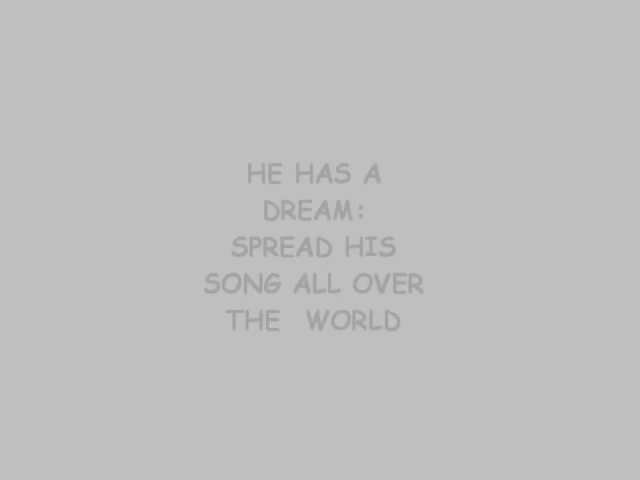 HE HAS A
DREAM:
SPREAD HIS
SONG ALL OVER
THE  WORLD